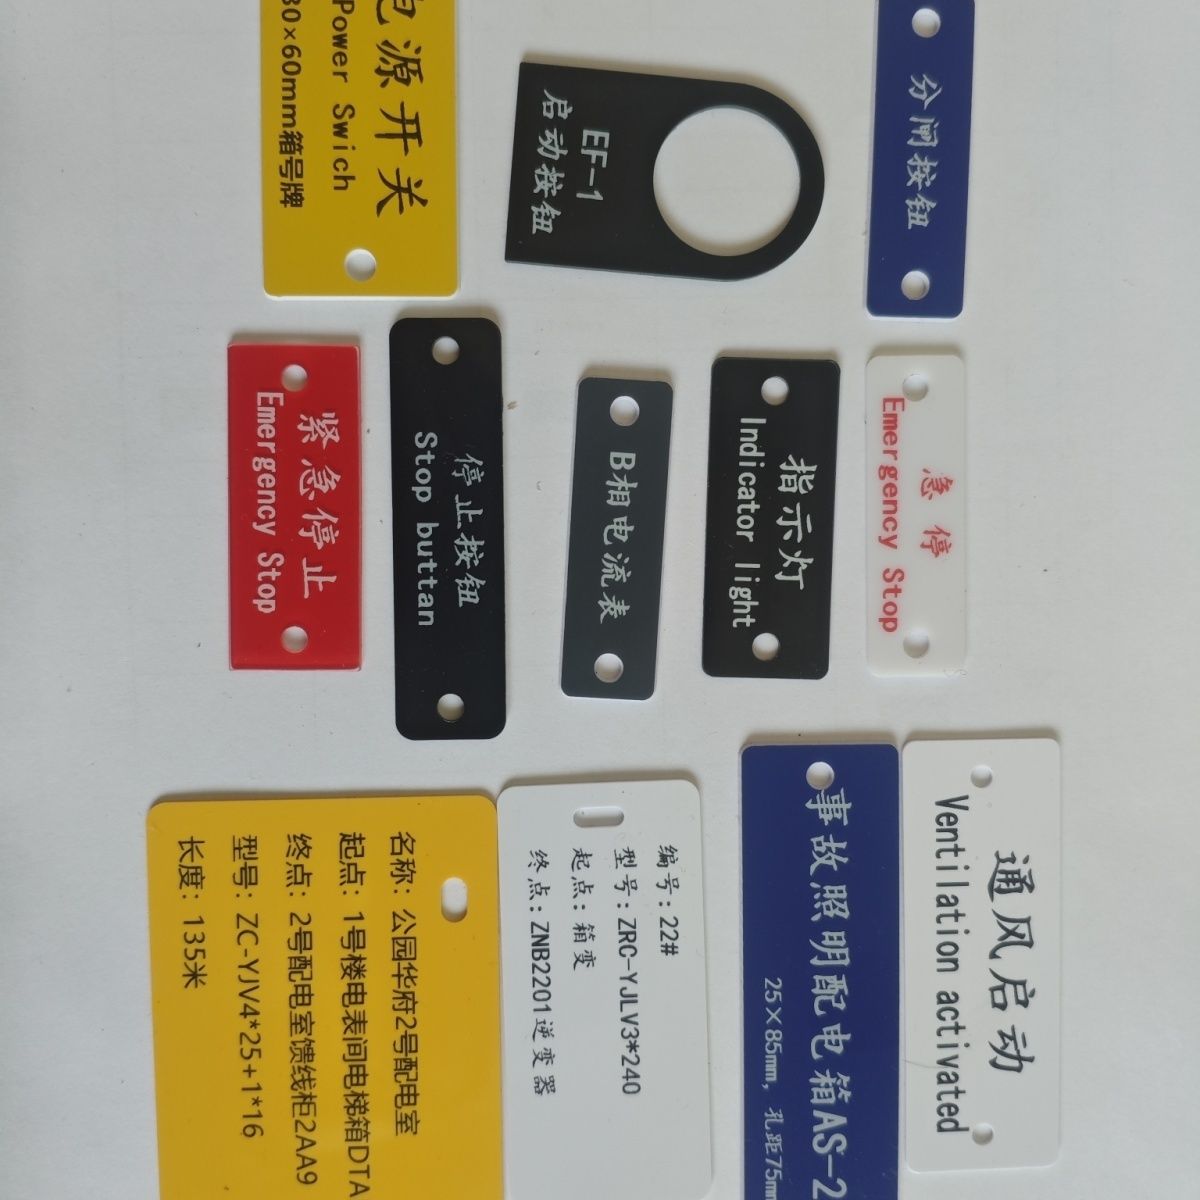 电源开关
Power Swich
80×60mm箱号牌
EF-1
启动按钮
分闸按钮
紧急停止
Emergency Stop
停止按钮
Stop buttan
B相电流表
指示灯
Indicator light
急停
Emergency Stop
名称：公园华府2号配电室
起点：1号楼电表间电梯箱DTA
终点：2号配电室馈线柜2AA9
型号：ZC-YJV4*25+1*16
长度：135米
编号：22#
型号：ZRC-YJLV3*240
起点：箱变
终点：ZNB2201逆变器
事故照明配电箱AS-2
25×85mm，孔距75mm
通风启动
Ventilation activated